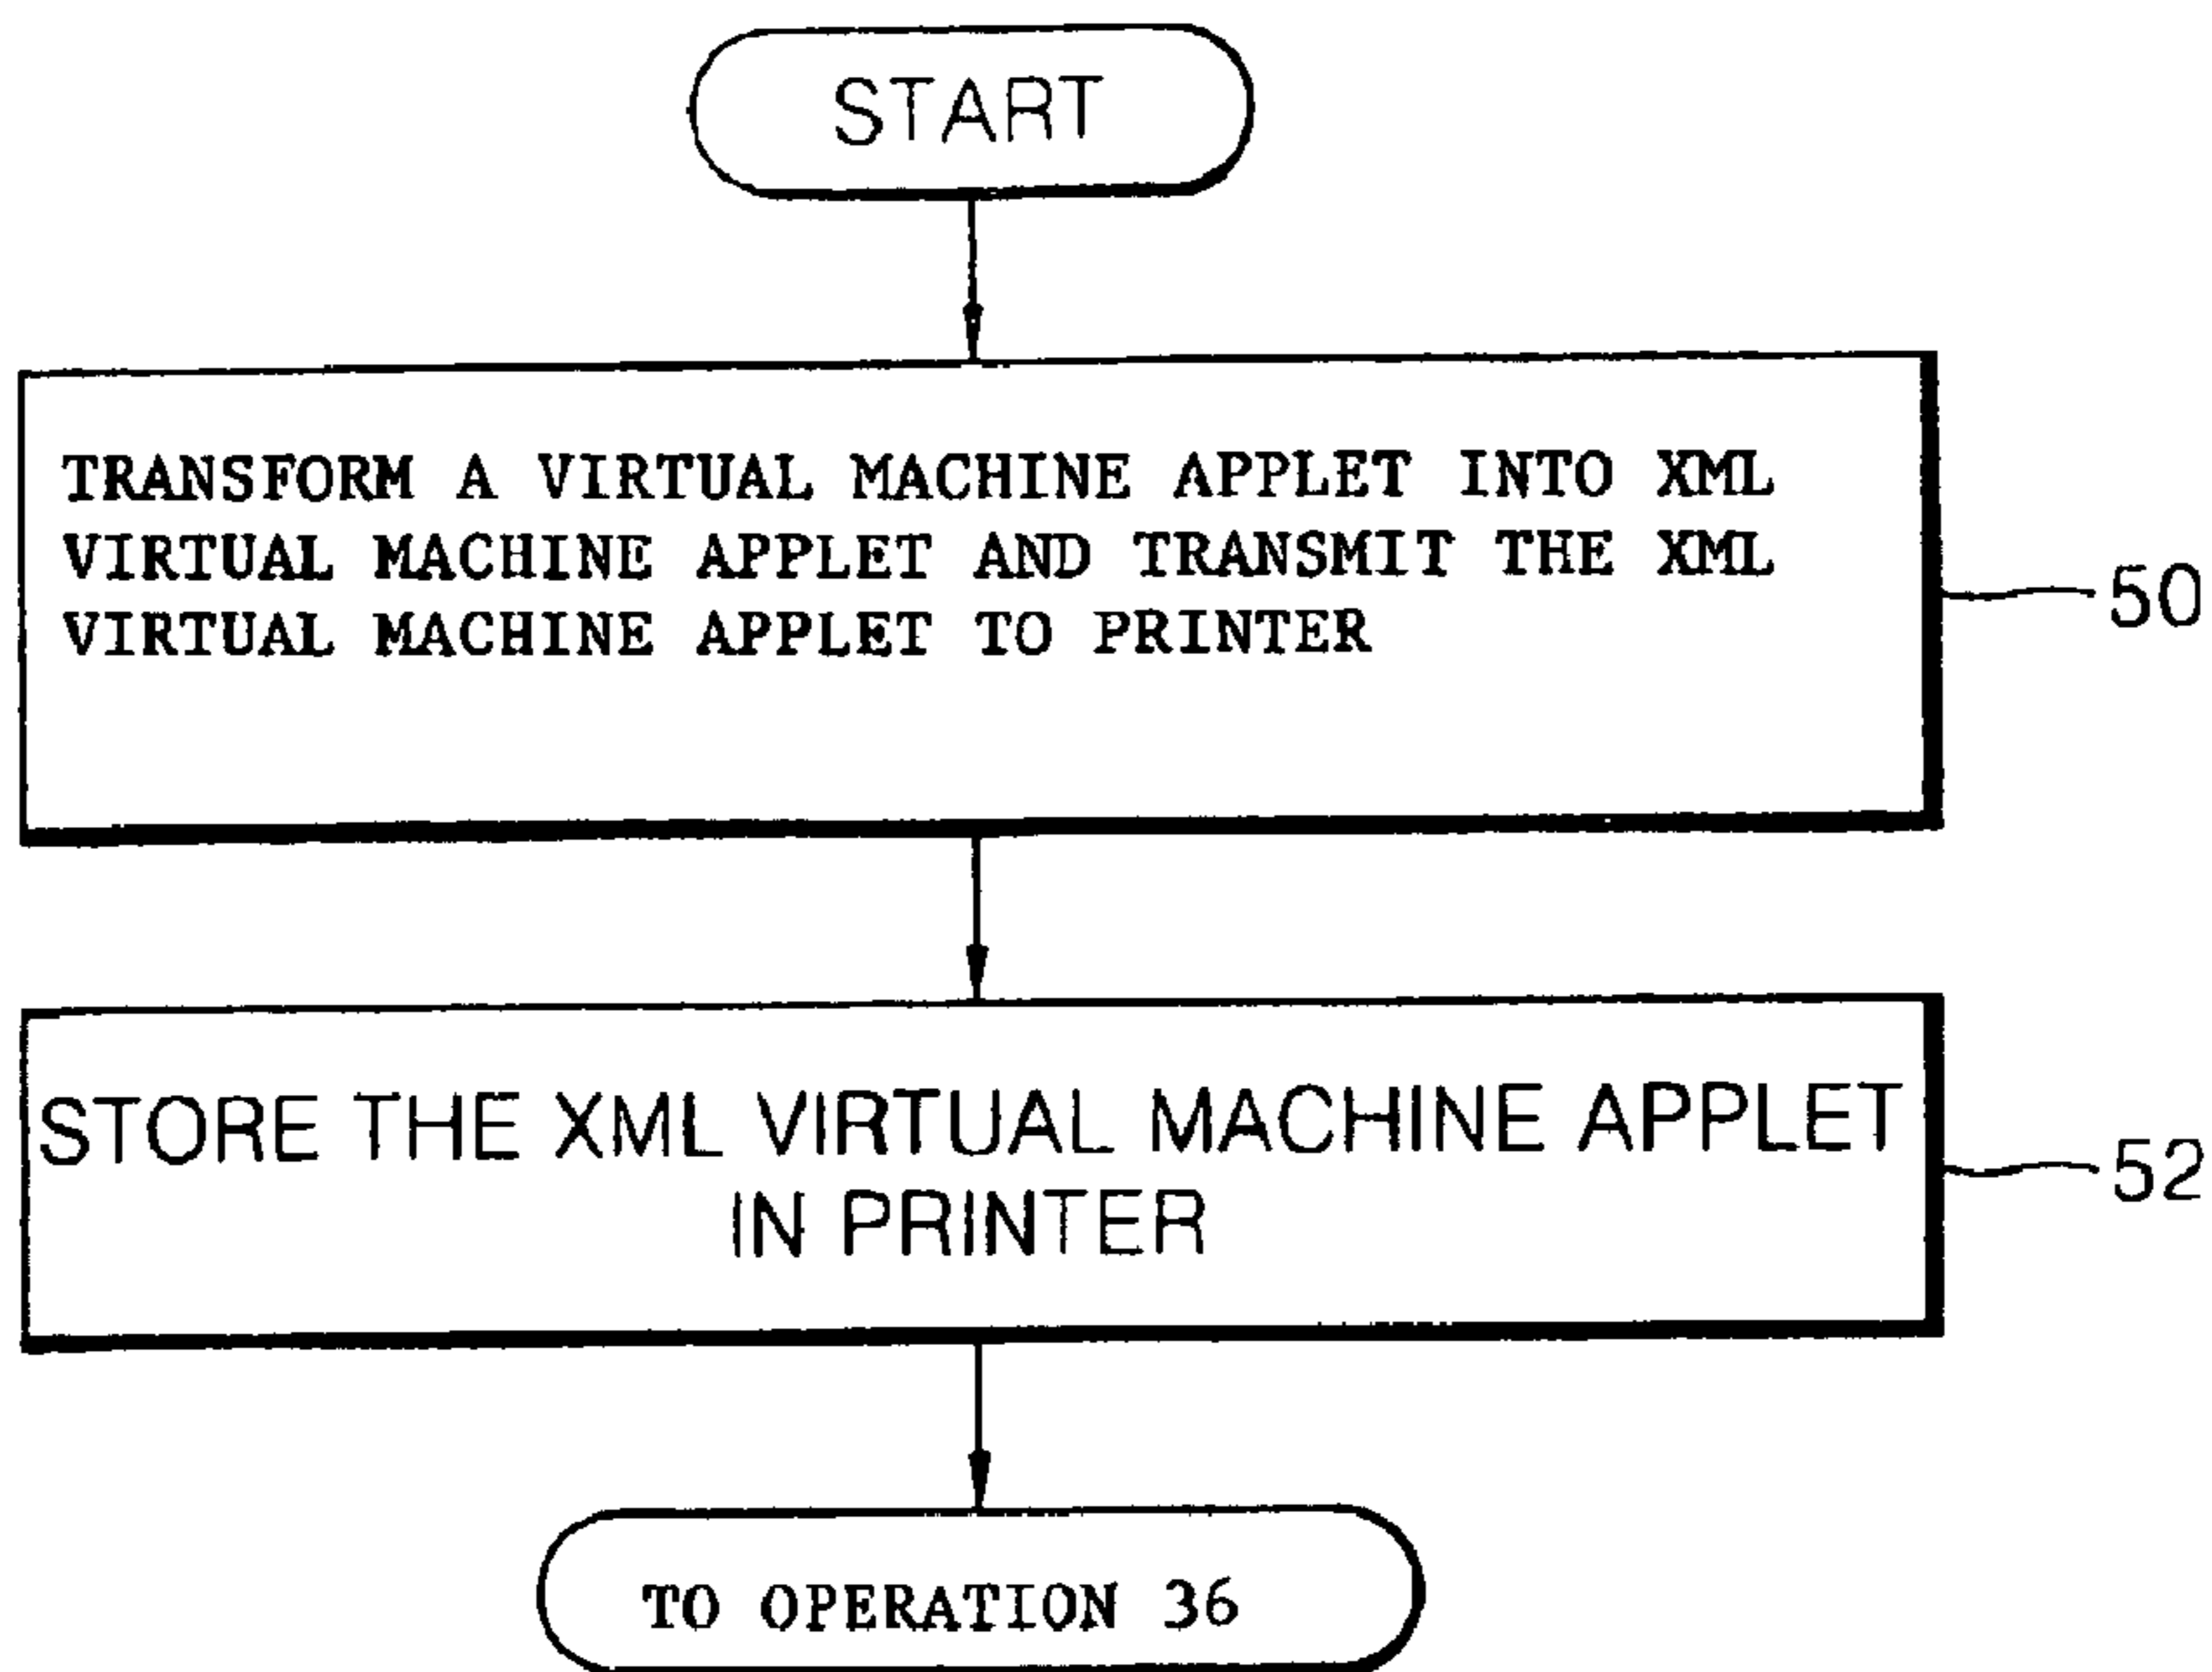 START
TRANSFORM A VIRTUAL MACHINE APPLET INTO XML
VIRTUAL MACHINE APPLET AND TRANSMIT THE XML
VIRTUAL MACHINE APPLET TO PRINTER
50
STORE THE XML VIRTUAL MACHINE APPLET
IN PRINTER
52
TO OPERATION 36